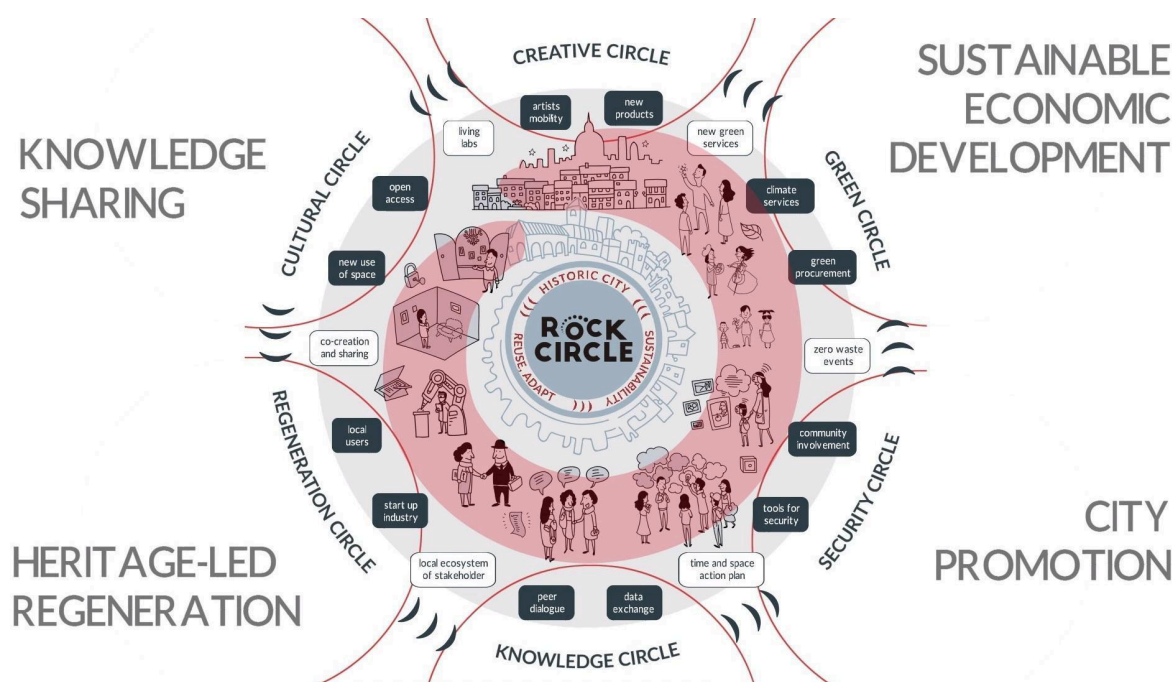 CREATIVE CIRCLE
SUSTAINABLE
ECONOMIC
DEVELOPMENT
KNOWLEDGE
SHARING
artists
mobility
new
products
living
labs
new green
services
CULTURAL CIRCLE
GREEN CIRCLE
open
access
climate
services
new use
of space
green
procurement
HISTORIC CITY
SUSTAINABILITY
REUSE, ADAPT
ROCK
CIRCLE
co-creation
and sharing
zero waste
events
REGENERATION CIRCLE
SECURITY CIRCLE
local
users
community
involvement
start up
industry
tools for
security
local ecosystem
of stakeholder
time and space
action plan
peer
dialogue
data
exchange
KNOWLEDGE CIRCLE
HERITAGE-LED
REGENERATION
CITY
PROMOTION